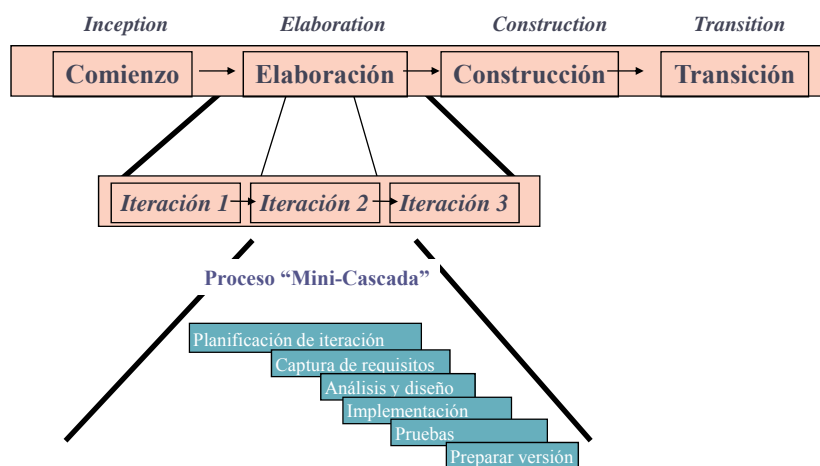 Inception Elaboration Construction Transition
Comienzo Elaboración Construcción Transición
Iteración 1 Iteración 2 Iteración 3
Proceso “Mini-Cascada”
Planificación de iteración
Captura de requisitos
Análisis y diseño
Implementación
Pruebas
Preparar versión